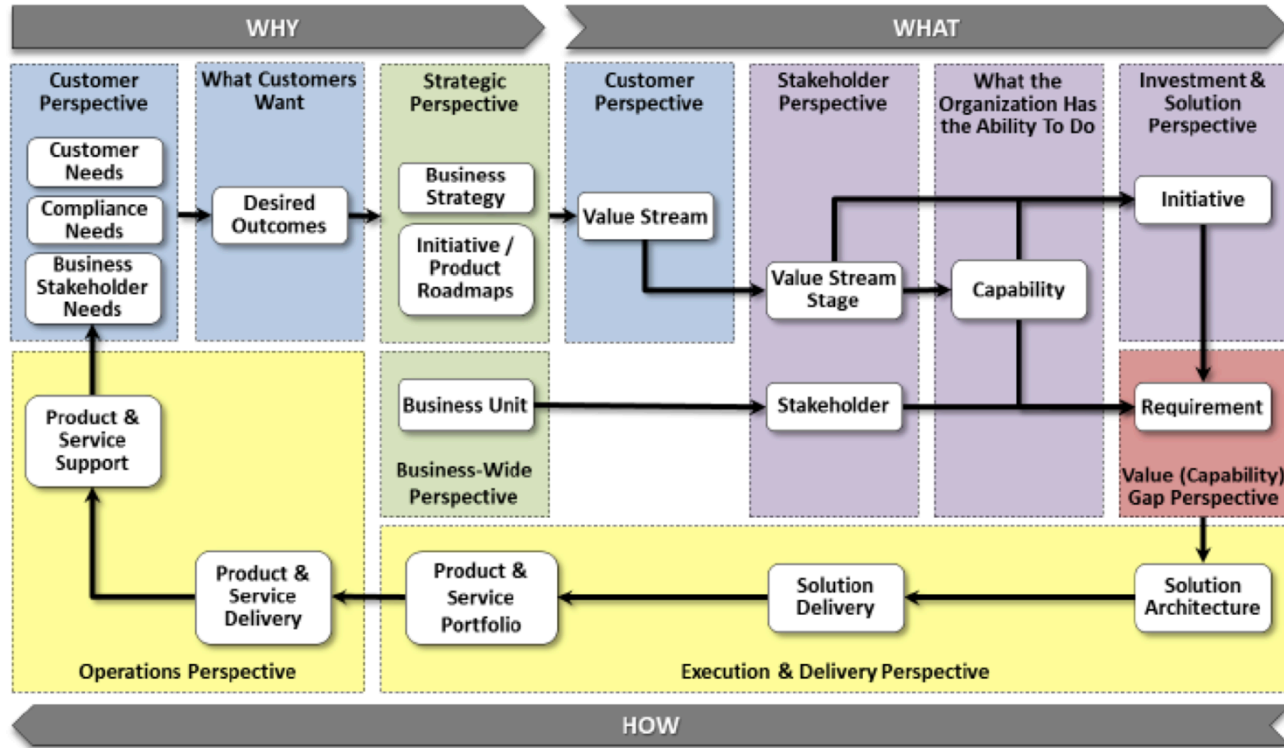 WHY
WHAT
Customer
Perspective
Customer
Needs
Compliance
Needs
Business
Stakeholder
Needs
What Customers
Want
Desired
Outcomes
Strategic
Perspective
Business
Strategy
Initiative /
Product
Roadmaps
Customer
Perspective
Value Stream
Stakeholder
Perspective
Value Stream
Stage
What the
Organization Has
the Ability To Do
Capability
Investment &
Solution
Perspective
Initiative
Business Unit
Business-Wide
Perspective
Stakeholder
Requirement
Value (Capability)
Gap Perspective
Product &
Service
Support
Product &
Service
Delivery
Operations Perspective
Product &
Service
Portfolio
Solution
Delivery
Solution
Architecture
Execution & Delivery Perspective
HOW